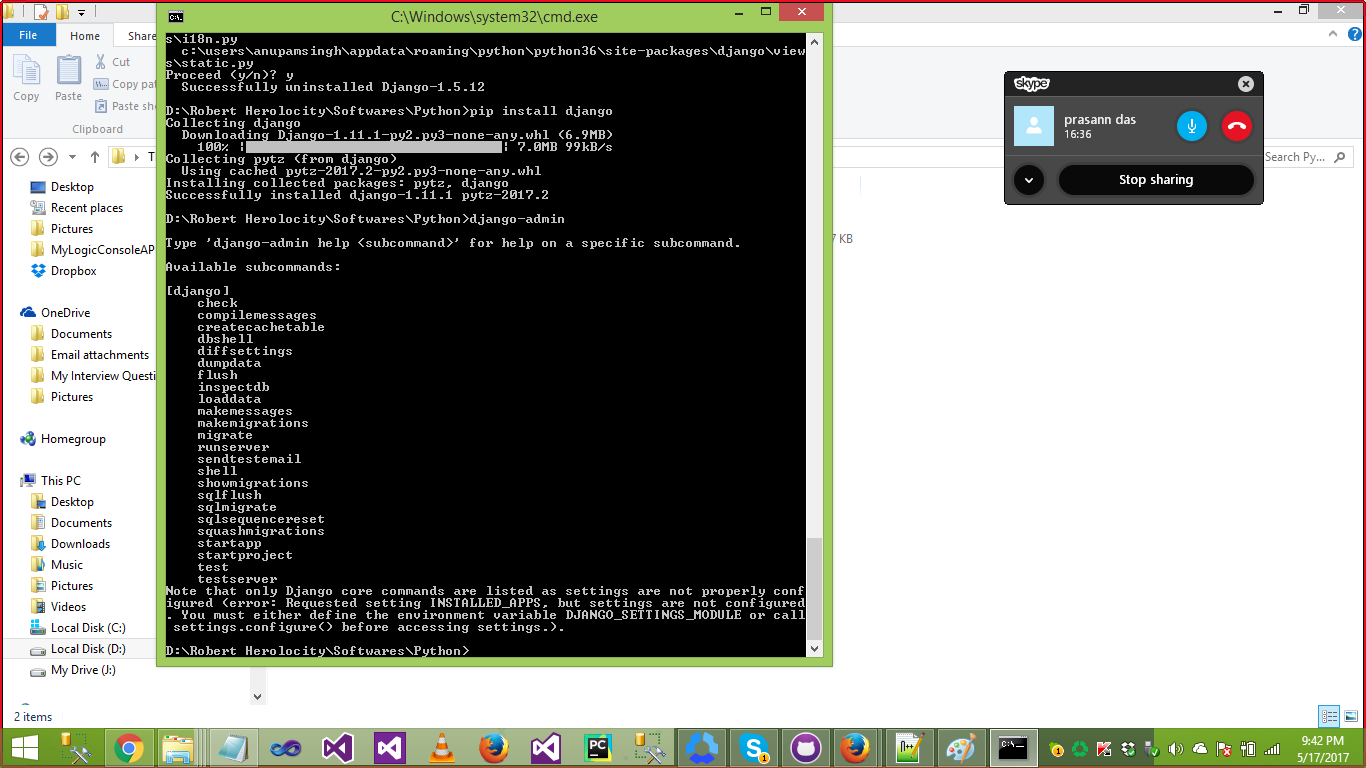 C:\Windows\system32\cmd.exe
File
Home
Share
Cut
Copy pat
Paste sh
Copy
Paste
Clipboard
Search Py...
Desktop
Recent places
Pictures
MyLogicConsoleAP
Dropbox
OneDrive
Documents
Email attachments
My Interview Questi
Pictures
Homegroup
This PC
Desktop
Documents
Downloads
Music
Pictures
Videos
Local Disk (C:)
Local Disk (D:)
My Drive (J:)
2 items
s\i18n.py
c:\users\anupamsingh\appdata\roaming\python\python36\site-packages\django\view
s\static.py
Proceed (y/n)? y
Successfully uninstalled Django-1.5.12
D:\Robert Herolocity\Softwares\Python>pip install django
Collecting django
Downloading Django-1.11.1-py2.py3-none-any.whl (6.9MB)
100% | | 7.0MB 99kB/s
Collecting pytz (from django)
Using cached pytz-2017.2-py2.py3-none-any.whl
Installing collected packages: pytz, django
Successfully installed django-1.11.1 pytz-2017.2
D:\Robert Herolocity\Softwares\Python>django-admin
Type 'django-admin help <subcommand>' for help on a specific subcommand.
Available subcommands:
[django]
check
compilemessages
createcachetable
dbshell
diffsettings
dumpdata
flush
inspectdb
loaddata
makemessages
makemigrations
migrate
runserver
sendtestemail
shell
showmigrations
sqlflush
sqlmigrate
sqlsequencereset
squashmigrations
startapp
startproject
test
testserver
Note that only Django core commands are listed as settings are not properly conf
igured (error: Requested setting INSTALLED_APPS, but settings are not configured
. You must either define the environment variable DJANGO_SETTINGS_MODULE or call
settings.configure() before accessing settings.).
D:\Robert Herolocity\Softwares\Python>
KB
skype
prasann das
16:36
Stop sharing
9:42 PM
5/17/2017